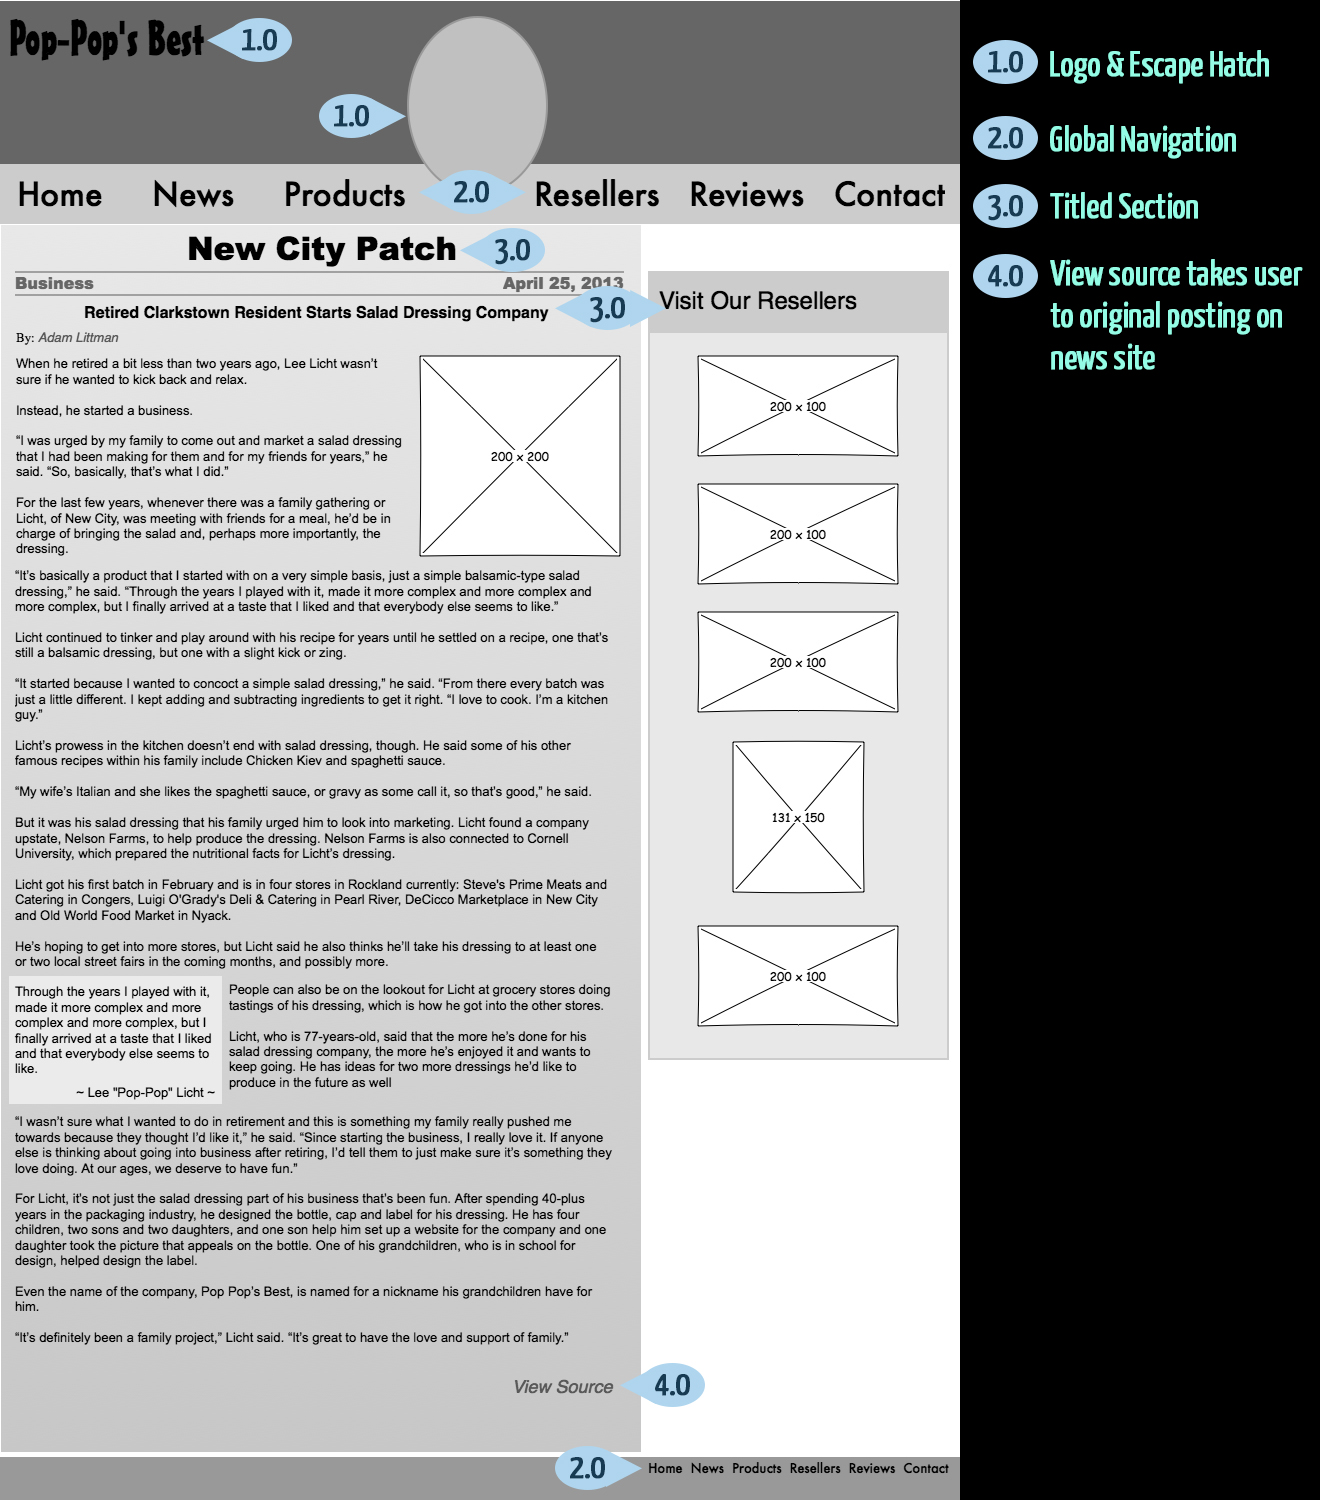 Pop-Pop's Best
1.0
1.0
Home News Products 2.0 Resellers Reviews Contact
New City Patch 3.0
Business April 25, 2013
Retired Clarkstown Resident Starts Salad Dressing Company 3.0
By: Adam Littman
When he retired a bit less than two years ago, Lee Licht wasn't
sure if he wanted to kick back and relax.
Instead, he started a business.
“I was urged by my family to come out and market a salad dressing
that I had been making for them and for my friends for years,” he
said. “So, basically, that’s what I did.”
For the last few years, whenever there was a family gathering or
Licht, of New City, was meeting with friends for a meal, he’d be in
charge of bringing the salad and, perhaps more importantly, the
dressing.
200 x 200
“It’s basically a product that I started with on a very simple basis, just a simple balsamic-type salad
dressing,” he said. “Through the years I played with it, made it more complex and more complex and
more complex, but I finally arrived at a taste that I liked and that everybody else seems to like.”
Licht continued to tinker and play around with his recipe for years until he settled on a recipe, one that’s
still a balsamic dressing, but one with a slight kick or zing.
“It started because I wanted to concoct a simple salad dressing,” he said. “From there every batch was
just a little different. I kept adding and subtracting ingredients to get it right. “I love to cook. I’m a kitchen
guy.”
Licht’s prowess in the kitchen doesn’t end with salad dressing, though. He said some of his other
famous recipes within his family include Chicken Kiev and spaghetti sauce.
“My wife’s Italian and she likes the spaghetti sauce, or gravy as some call it, so that’s good,” he said.
But it was his salad dressing that his family urged him to look into marketing. Licht found a company
upstate, Nelson Farms, to help produce the dressing. Nelson Farms is also connected to Cornell
University, which prepared the nutritional facts for Licht’s dressing.
Licht got his first batch in February and is in four stores in Rockland currently: Steve's Prime Meats and
Catering in Congers, Luigi O'Grady's Deli & Catering in Pearl River, DeCicco Marketplace in New City
and Old World Food Market in Nyack.
He’s hoping to get into more stores, but Licht said he also thinks he’ll take his dressing to at least one
or two local street fairs in the coming months, and possibly more.
Through the years I played with it,
made it more complex and more
complex and more complex, but I
finally arrived at a taste that I liked
and that everybody else seems to
like.
~ Lee "Pop-Pop" Licht ~
People can also be on the lookout for Licht at grocery stores doing
tastings of his dressing, which is how he got into the other stores.
Licht, who is 77-years-old, said that the more he’s done for his
salad dressing company, the more he’s enjoyed it and wants to
keep going. He has ideas for two more dressings he’d like to
produce in the future as well
“I wasn’t sure what I wanted to do in retirement and this is something my family really pushed me
towards because they thought I’d like it,” he said. “Since starting the business, I really love it. If anyone
else is thinking about going into business after retiring, I’d tell them to just make sure it’s something they
love doing. At our ages, we deserve to have fun.”
For Licht, it’s not just the salad dressing part of his business that’s been fun. After spending 40-plus
years in the packaging industry, he designed the bottle, cap and label for his dressing. He has four
children, two sons and two daughters, and one son help him set up a website for the company and one
daughter took the picture that appeals on the bottle. One of his grandchildren, who is in school for
design, helped design the label.
Even the name of the company, Pop Pop’s Best, is named for a nickname his grandchildren have for
him.
“It’s definitely been a family project,” Licht said. “It’s great to have the love and support of family.”
View Source 4.0
Visit Our Resellers
200 x 100
200 x 100
200 x 100
131 x 150
200 x 100
2.0 Home News Products Resellers Reviews Contact
1.0 Logo & Escape Hatch
2.0 Global Navigation
3.0 Titled Section
4.0 View source takes user
to original posting on
news site